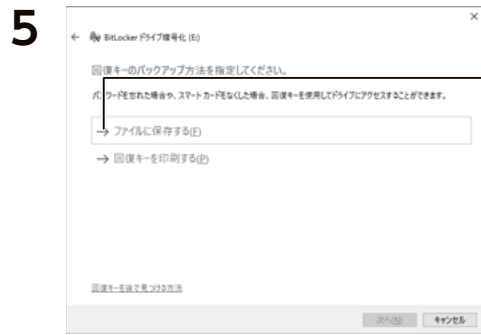 5
BitLocker ドライブ暗号化 (E:)
回復キーのバックアップ方法を指定してください。
パスワードを忘れた場合や、スマート カードをなくした場合、回復キーを使用してドライブにアクセスすることができます。
→ ファイルに保存する(F)
→ 回復キーを印刷する(P)
回復キーを後で見つける方法
次へ(N)
キャンセル